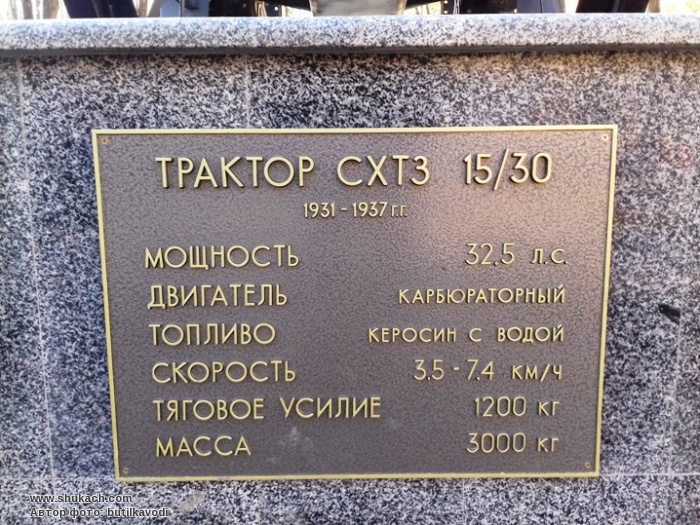 ТРАКТОР СХТЗ 15/30
1931 - 1937 г.г.
МОЩНОСТЬ 32,5 л.с.
ДВИГАТЕЛЬ КАРБЮРАТОРНЫЙ
ТОПЛИВО КЕРОСИН С ВОДОЙ
СКОРОСТЬ 3,5 - 7,4 КМ/Ч
ТЯГОВОЕ УСИЛИЕ 1200 КГ
МАССА 3000 КГ
www.shukach.com
Автор фото: butilkavodi